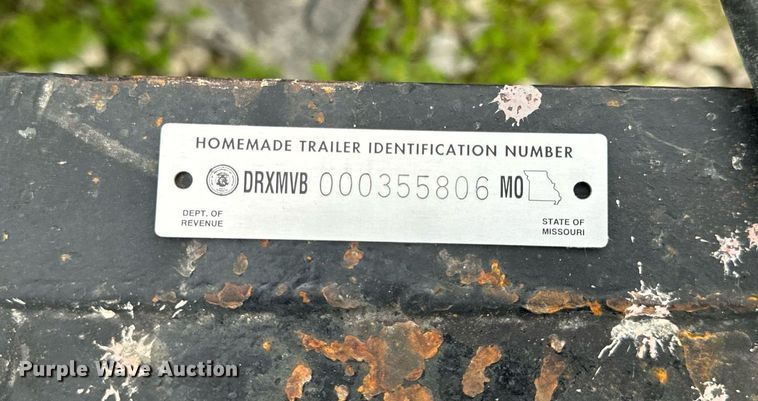 HOMEMADE TRAILER IDENTIFICATION NUMBER
DRXMVB 000355806 MO
DEPT. OF
REVENUE
STATE OF
MISSOURI
Purple Wave Auction